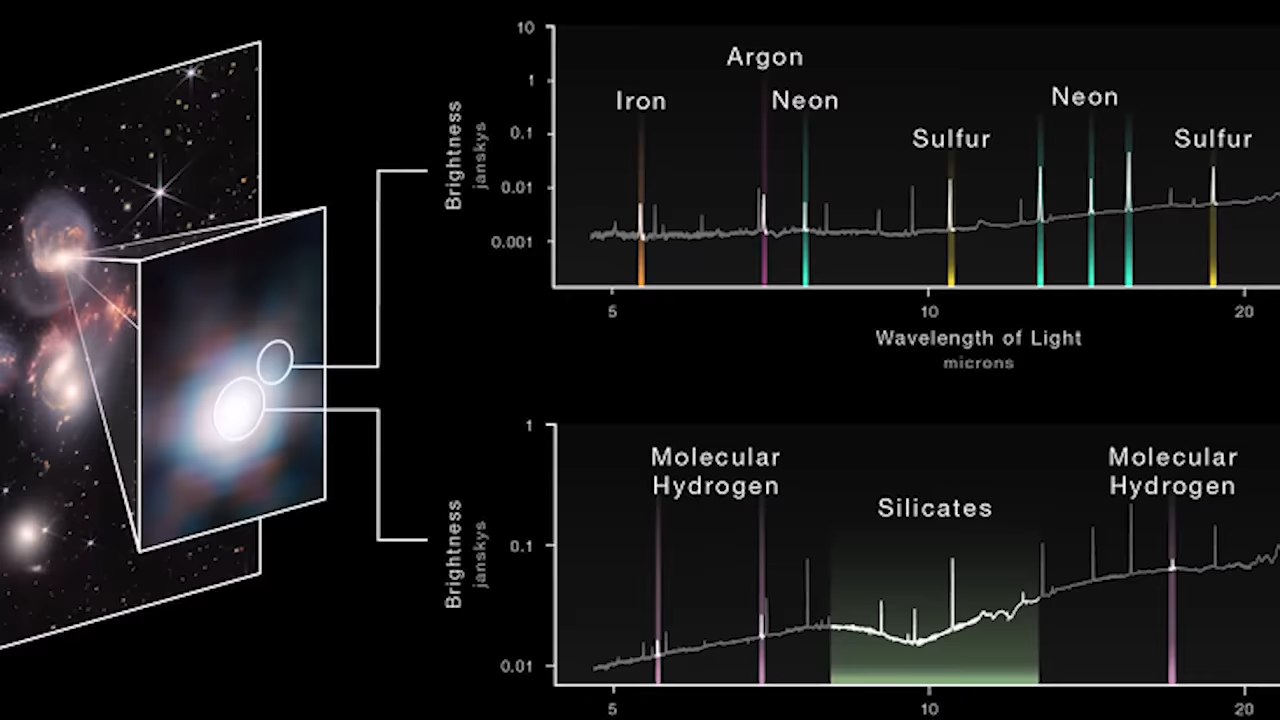 10
1
0.1
0.01
0.001
Brightness
janskys
Iron
Argon
Neon
Sulfur
Neon
Sulfur
5
10
20
Wavelength of Light
microns
1
0.1
0.01
Brightness
janskys
Molecular
Hydrogen
Silicates
Molecular
Hydrogen
5
10
20